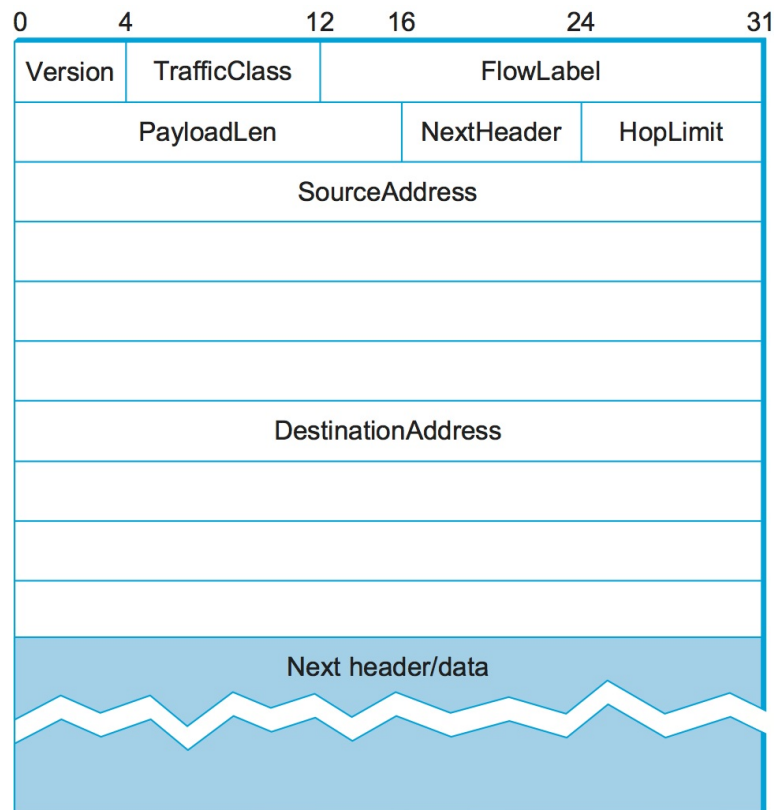 0 4 12 16 24 31
Version TrafficClass FlowLabel
PayloadLen NextHeader HopLimit
SourceAddress
DestinationAddress
Next header/data